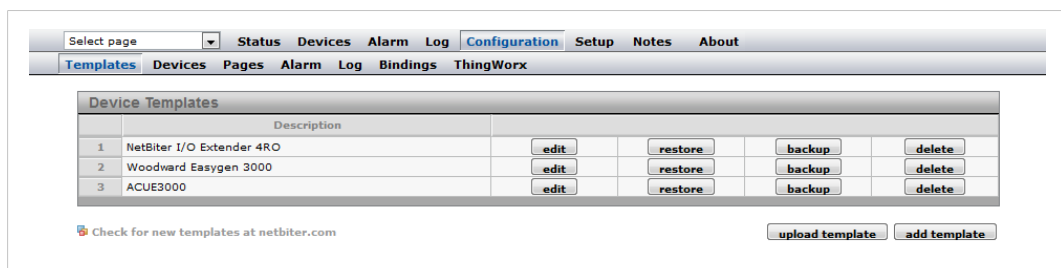 Select page Status Devices Alarm Log Configuration Setup Notes About
Templates Devices Pages Alarm Log Bindings ThingWorx
Device Templates
Description
1 NetBiter I/O Extender 4RO edit restore backup delete
2 Woodward Easygen 3000 edit restore backup delete
3 ACUE3000 edit restore backup delete
Check for new templates at netbiter.com upload template add template